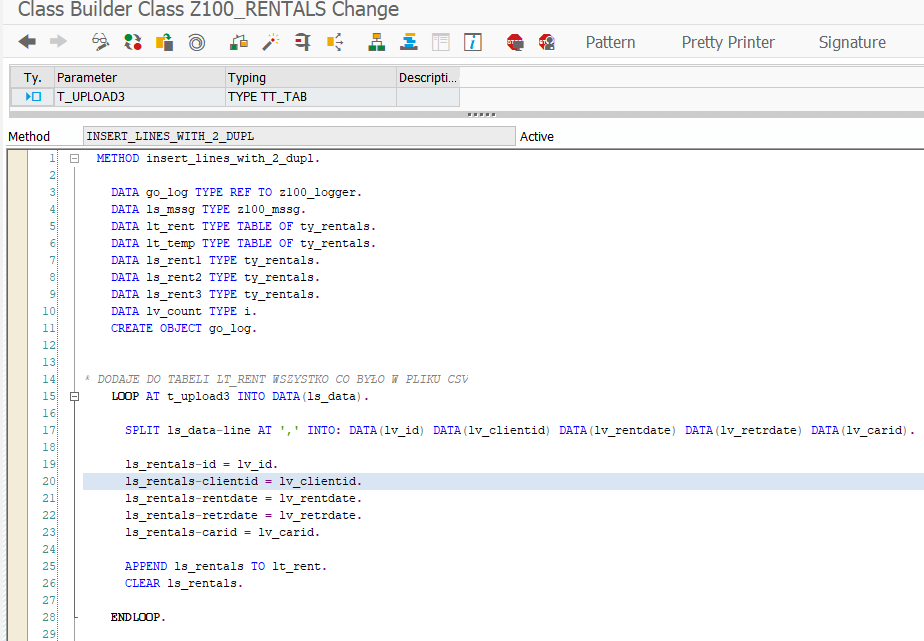 Class Builder Class Z100_RENTALS Change
Pattern Pretty Printer Signature
Ty. Parameter Typing Descripti...
T_UPLOAD3 TYPE TT_TAB
Method INSERT_LINES_WITH_2_DUPL Active
1 METHOD insert_lines_with_2_dupl.
2
3 DATA go_log TYPE REF TO z100_logger.
4 DATA ls_mssg TYPE z100_mssg.
5 DATA lt_rent TYPE TABLE OF ty_rentals.
6 DATA lt_temp TYPE TABLE OF ty_rentals.
7 DATA ls_rent1 TYPE ty_rentals.
8 DATA ls_rent2 TYPE ty_rentals.
9 DATA ls_rent3 TYPE ty_rentals.
10 DATA lv_count TYPE i.
11 CREATE OBJECT go_log.
12
13
14 * DODAJE DO TABELI LT_RENT WSZYSTKO CO BYŁO W PLIKU CSV
15 LOOP AT t_upload3 INTO DATA(ls_data).
16
17 SPLIT ls_data-line AT ',' INTO: DATA(lv_id) DATA(lv_clientid) DATA(lv_rentdate) DATA(lv_retrdate) DATA(lv_carid).
18
19 ls_rentals-id = lv_id.
20 ls_rentals-clientid = lv_clientid.
21 ls_rentals-rentdate = lv_rentdate.
22 ls_rentals-retrdate = lv_retrdate.
23 ls_rentals-carid = lv_carid.
24
25 APPEND ls_rentals TO lt_rent.
26 CLEAR ls_rentals.
27
28 ENDLOOP.
29